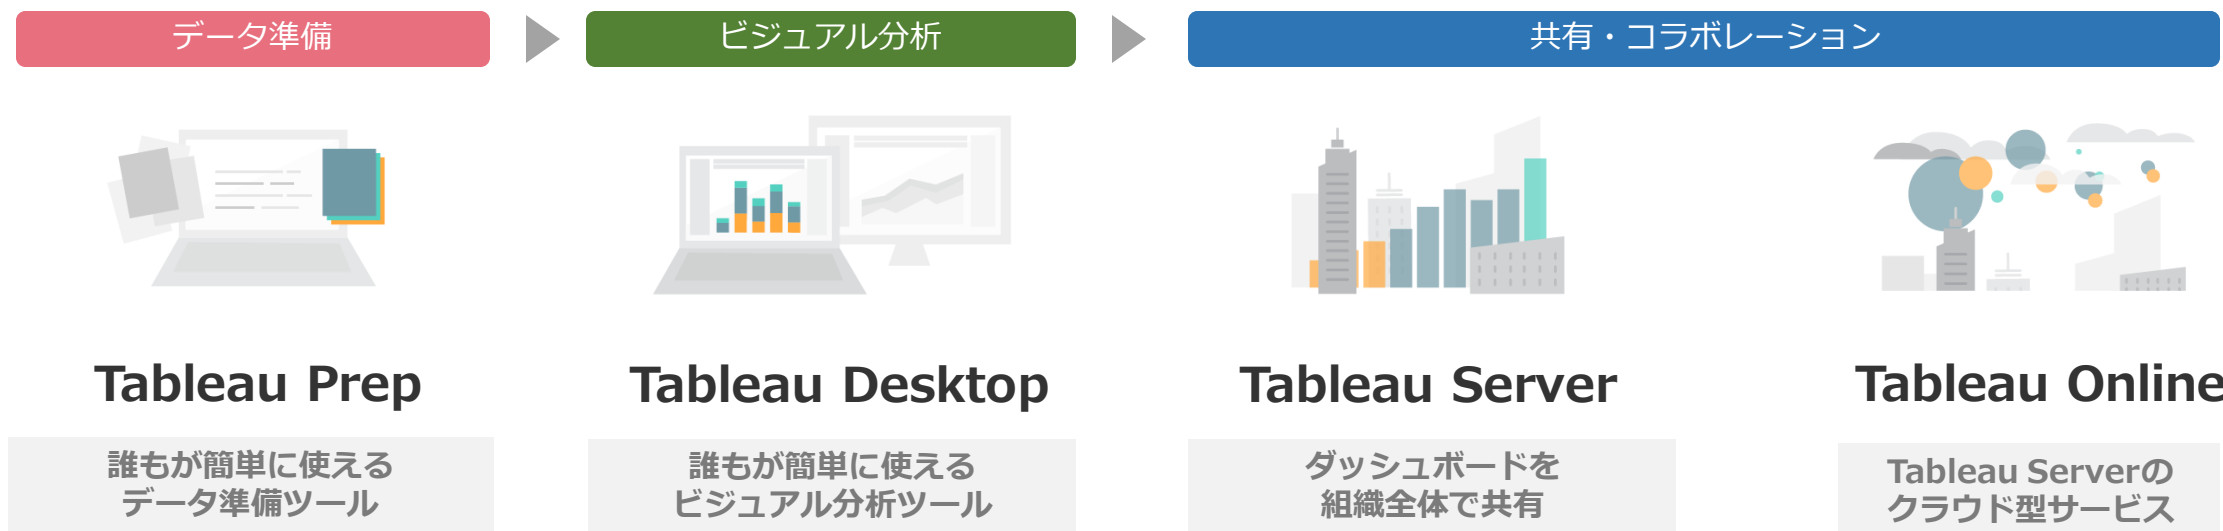 データ準備
ビジュアル分析
共有・コラボレーション
Tableau Prep
Tableau Desktop
Tableau Server
Tableau Online
誰もが簡単に使える
データ準備ツール
誰もが簡単に使える
ビジュアル分析ツール
ダッシュボードを
組織全体で共有
Tableau Serverの
クラウド型サービス